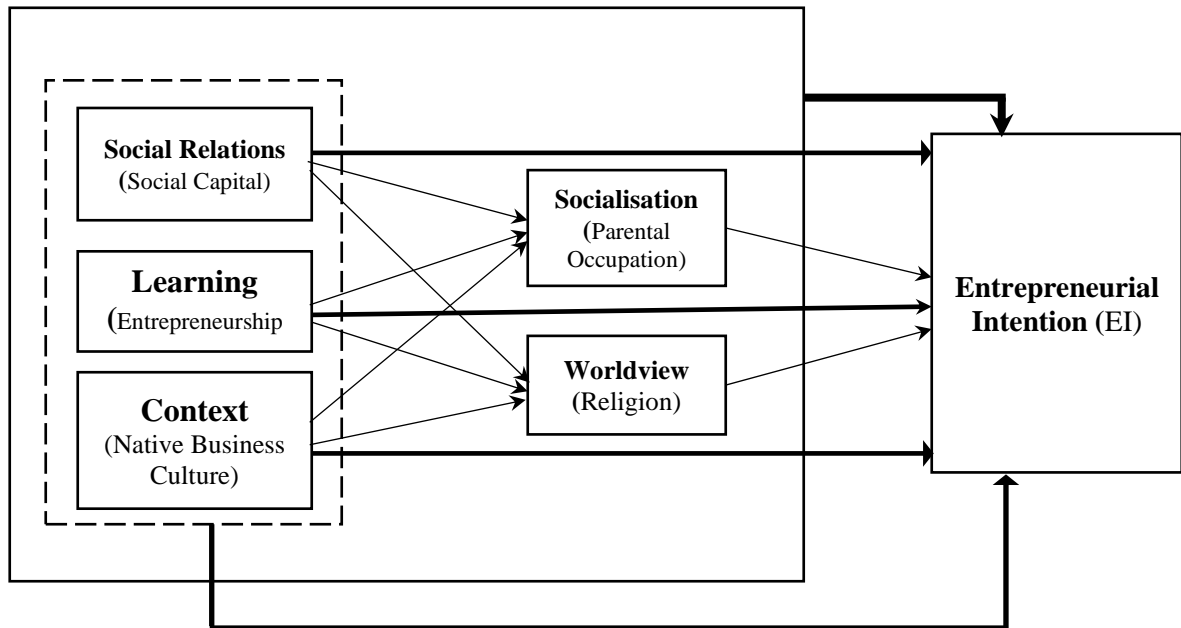 Social Relations
(Social Capital)
Learning
(Entrepreneurship
Context
(Native Business
Culture)
Socialisation
(Parental
Occupation)
Worldview
(Religion)
Entrepreneurial
Intention (EI)